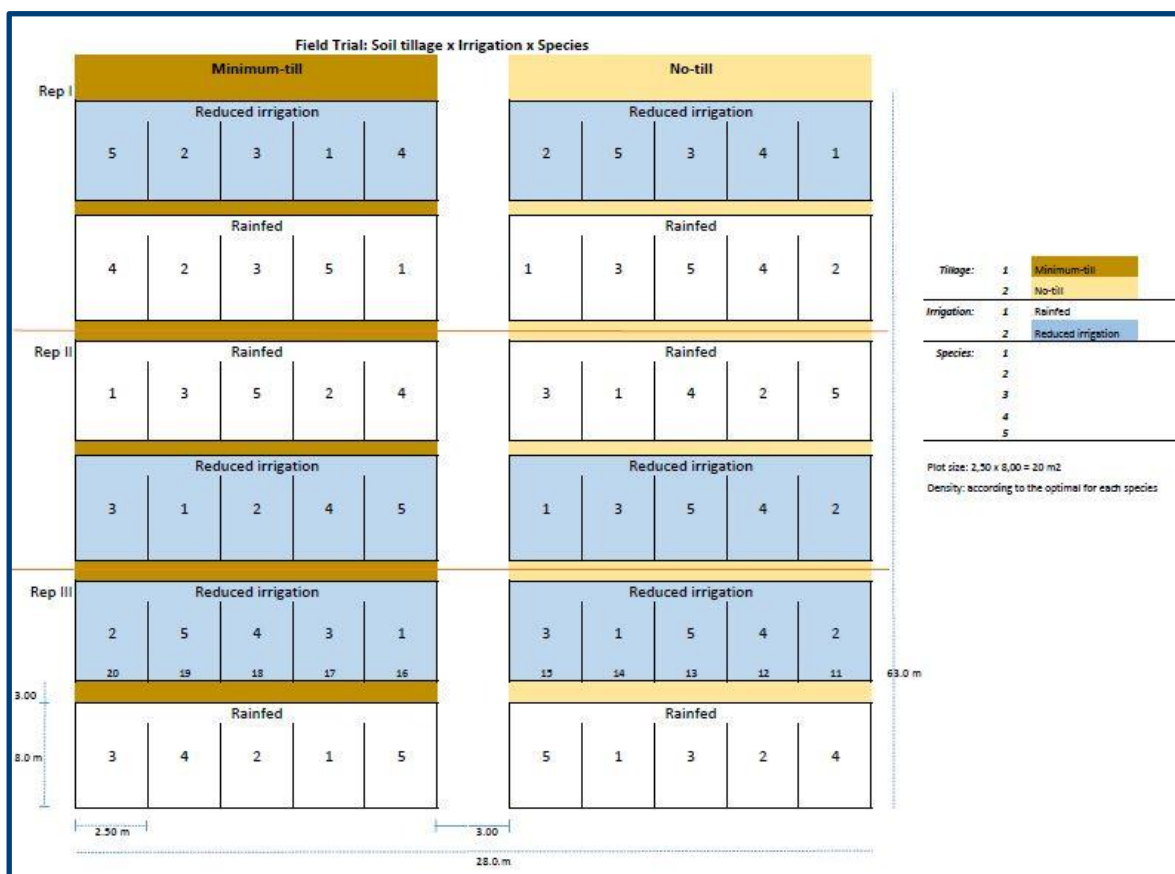 Field Trial: Soil tillage x Irrigation x Species
Minimum-till No-till
Rep I
Reduced irrigation Reduced irrigation
5 2 3 1 4 2 5 3 4 1
Rainfed Rainfed
4 2 3 5 1 1 3 5 4 2
Rep II
Rainfed Rainfed
1 3 5 2 4 3 1 4 2 5
Reduced irrigation Reduced irrigation
3 1 2 4 5 1 3 5 4 2
Rep III
Reduced irrigation Reduced irrigation
2 5 4 3 1 3 1 5 4 2
20 19 18 17 16 15 14 13 12 11
63.0 m
3.00
Rainfed Rainfed
8.0 m
3 4 2 1 5 5 1 3 2 4
2.50 m 3.00
28.0.m
Tillage: 1 Minimum-till
2 No-till
Irrigation: 1 Rainfed
2 Reduced irrigation
Species: 1
2
3
4
5
Plot size: 2,50 x 8,00 = 20 m2
Density: according to the optimal for each species